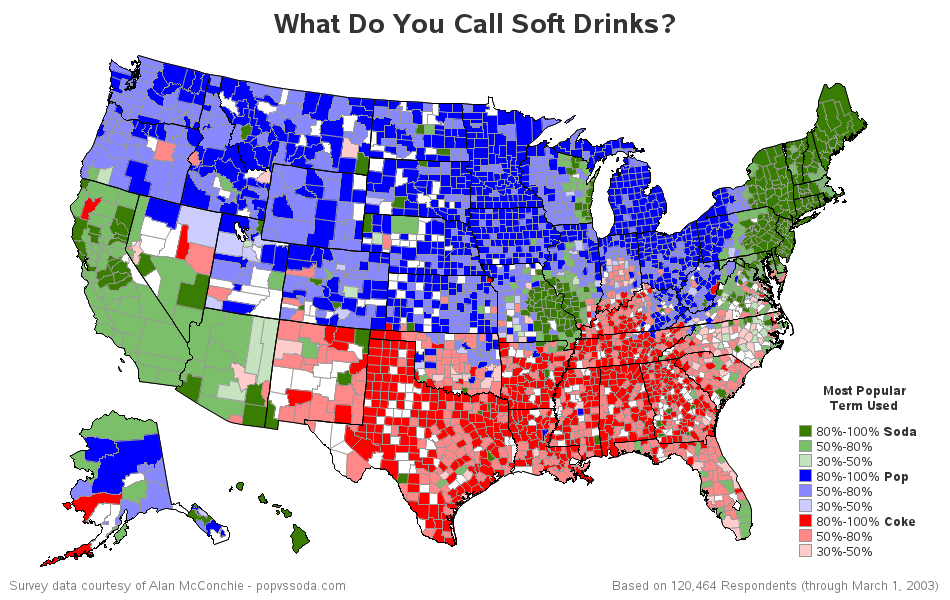 What Do You Call Soft Drinks?
Most Popular
Term Used
80%-100% Soda
50%-80%
30%-50%
80%-100% Pop
50%-80%
30%-50%
80%-100% Coke
50%-80%
30%-50%
Survey data courtesy of Alan McConchie - popvssoda.com
Based on 120,464 Respondents (through March 1, 2003)